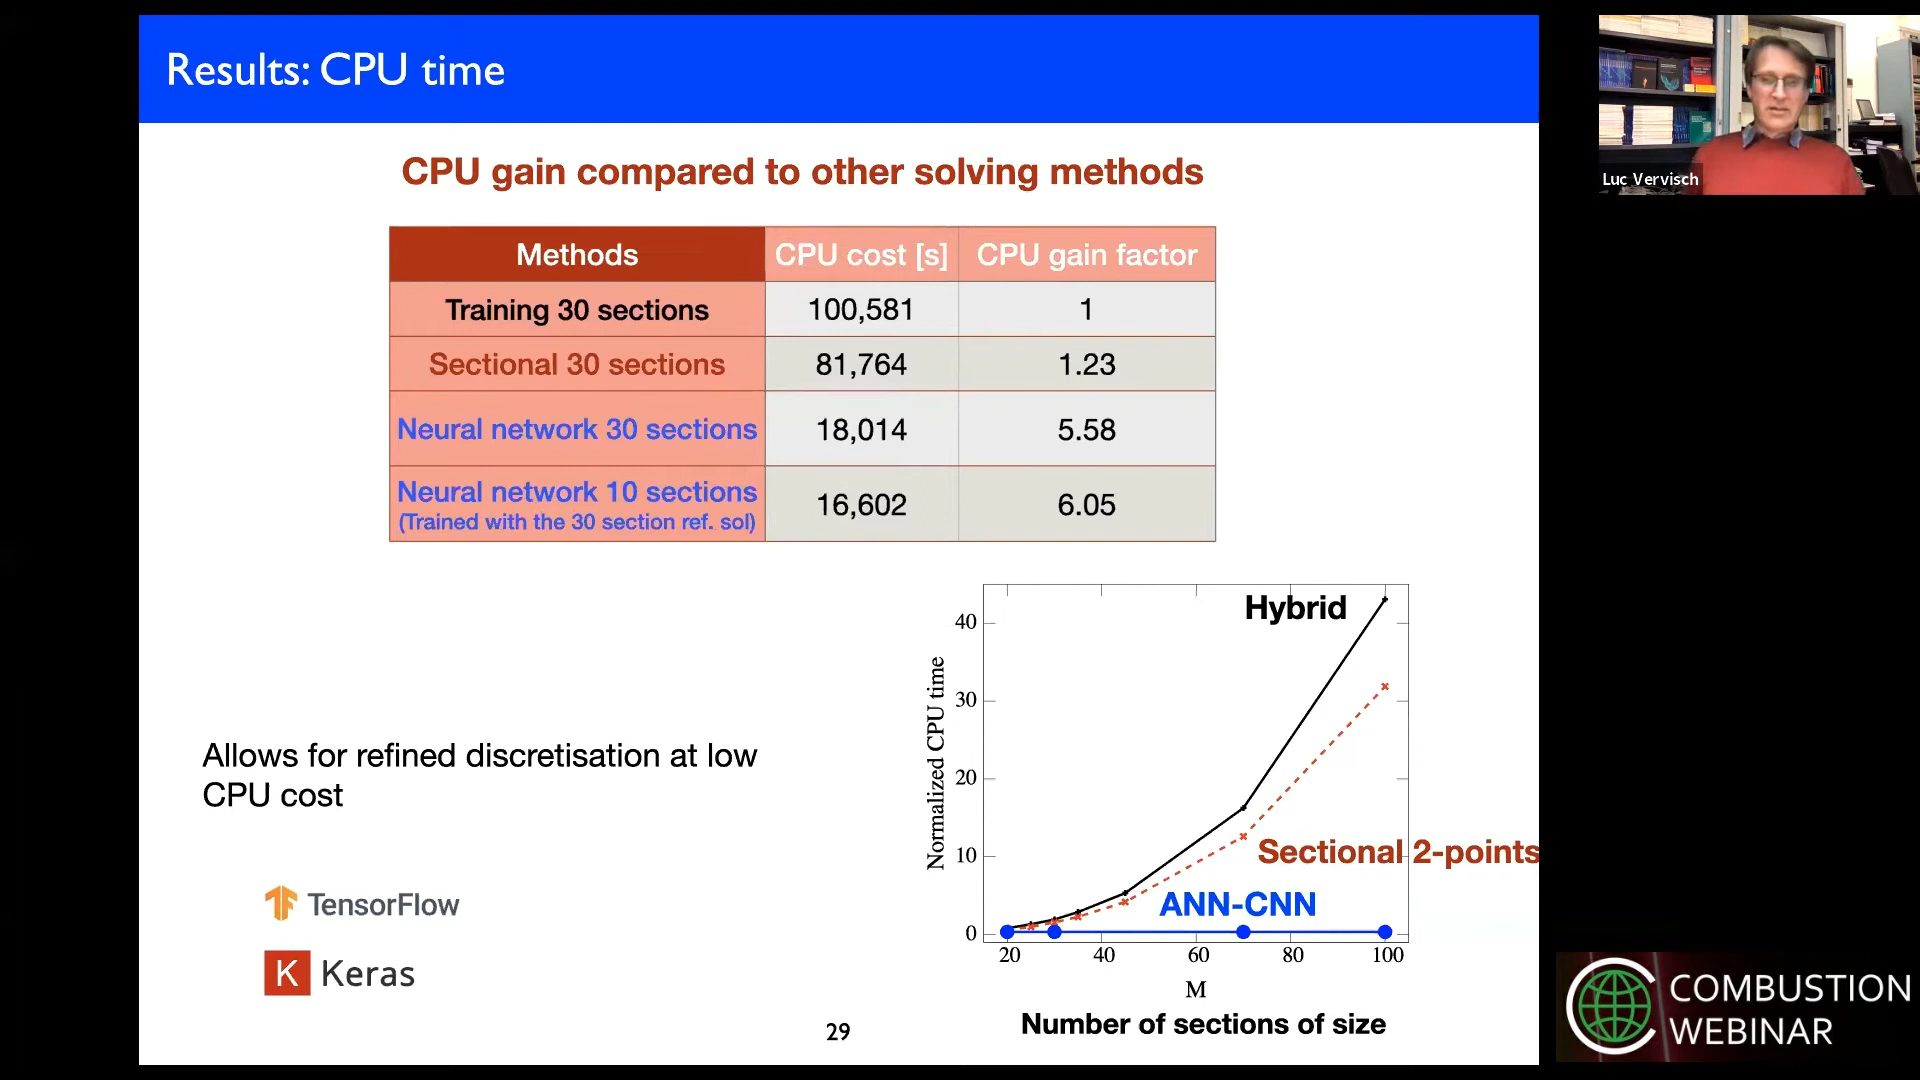 Results: CPU time
Luc Vervisch
CPU gain compared to other solving methods
Methods CPU cost [s] CPU gain factor
Training 30 sections 100,581 1
Sectional 30 sections 81,764 1.23
Neural network 30 sections 18,014 5.58
Neural network 10 sections 16,602 6.05
(Trained with the 30 section ref. sol)
Allows for refined discretisation at low
CPU cost
TensorFlow
K Keras
Hybrid
Sectional 2-points
ANN-CNN
Normalized CPU time
40
30
20
10
0
20 40 60 80 100
M
Number of sections of size
29
COMBUSTION
WEBINAR